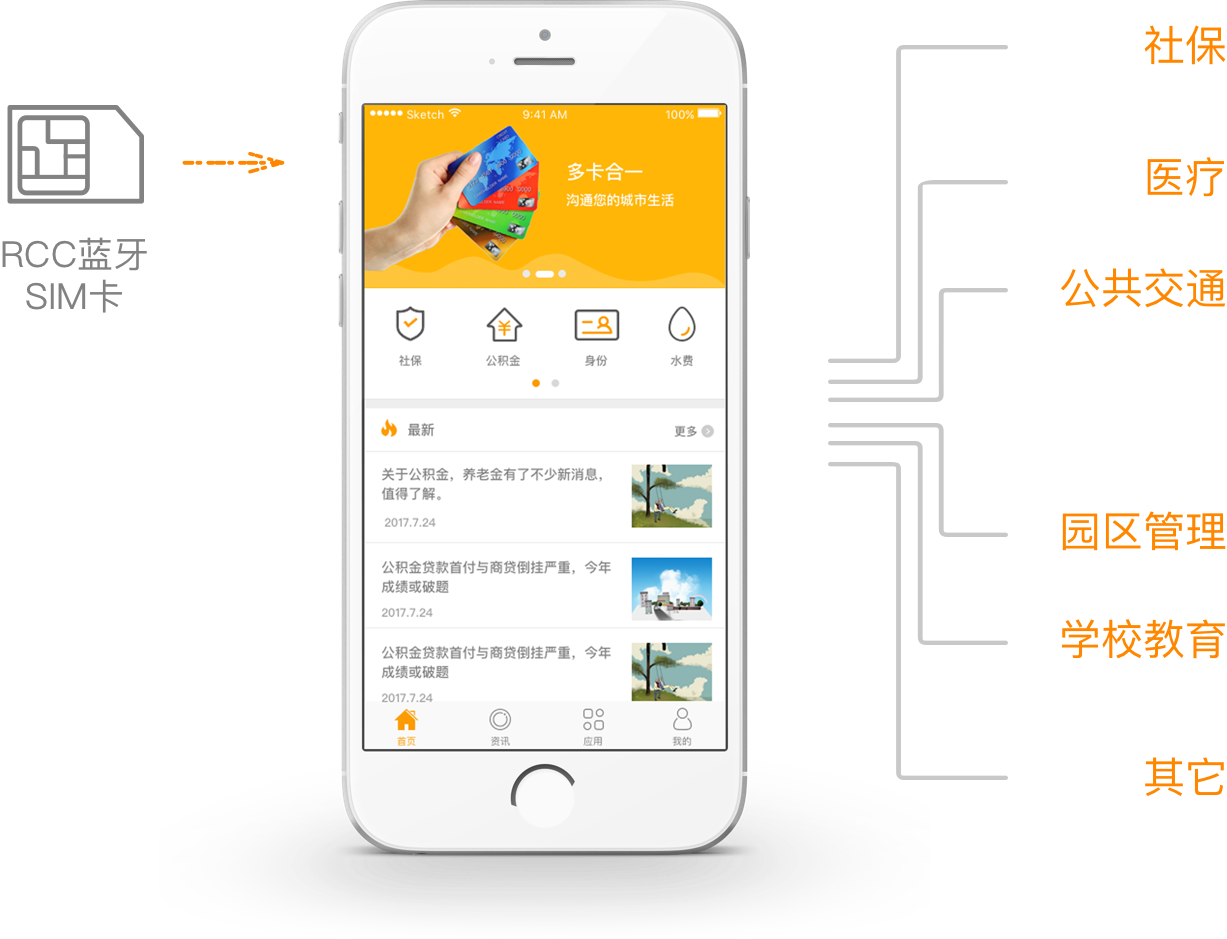 RCC蓝牙
SIM卡
Sketch
9:41 AM
100%
多卡合一
沟通您的城市生活
社保
公积金
身份
水费
最新
更多
关于公积金，养老金有了不少新消息，
值得了解。
2017.7.24
公积金贷款首付与商贷倒挂严重，今年
成绩或破题
2017.7.24
公积金贷款首付与商贷倒挂严重，今年
成绩或破题
2017.7.24
首页
资讯
应用
我的
社保
医疗
公共交通
园区管理
学校教育
其它